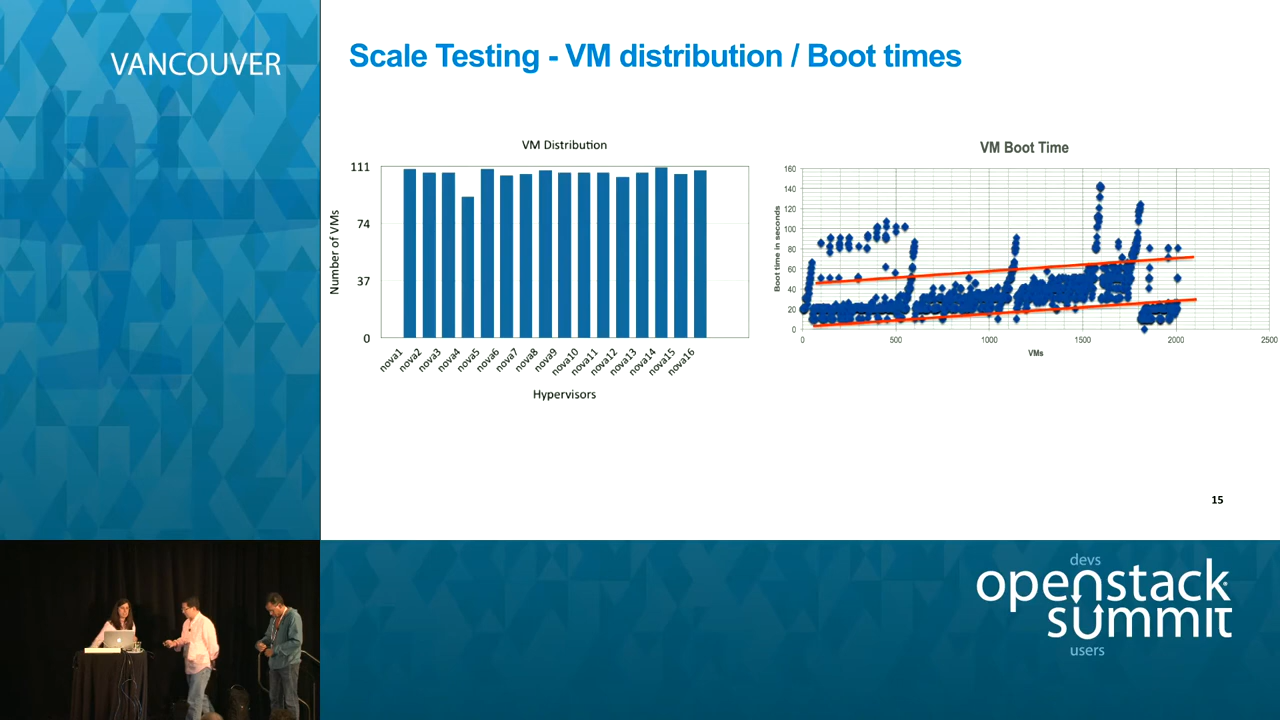 VANCOUVER
Scale Testing - VM distribution / Boot times
VM Distribution
111
74
37
0
Number of VMs
nova1
nova2
nova3
nova4
nova5
nova6
nova7
nova8
nova9
nova10
nova11
nova12
nova13
nova14
nova15
nova16
Hypervisors
VM Boot Time
160
140
120
100
80
60
40
20
0
Boot time in seconds
0
500
1000
1500
2000
2500
VMs
15
devs
openstack
summit
users